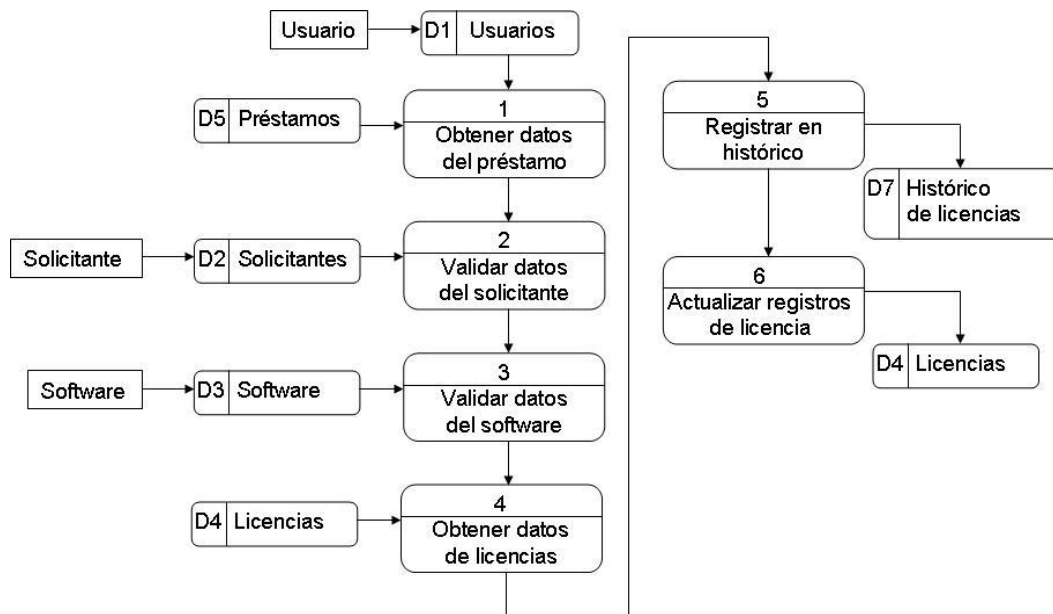 Usuario
D1 Usuarios
D5 Préstamos
1
Obtener datos
del préstamo
Solicitante
D2 Solicitantes
2
Validar datos
del solicitante
Software
D3 Software
3
Validar datos
del software
D4 Licencias
4
Obtener datos
de licencias
5
Registrar en
histórico
D7 Histórico
de licencias
6
Actualizar registros
de licencia
D4 Licencias